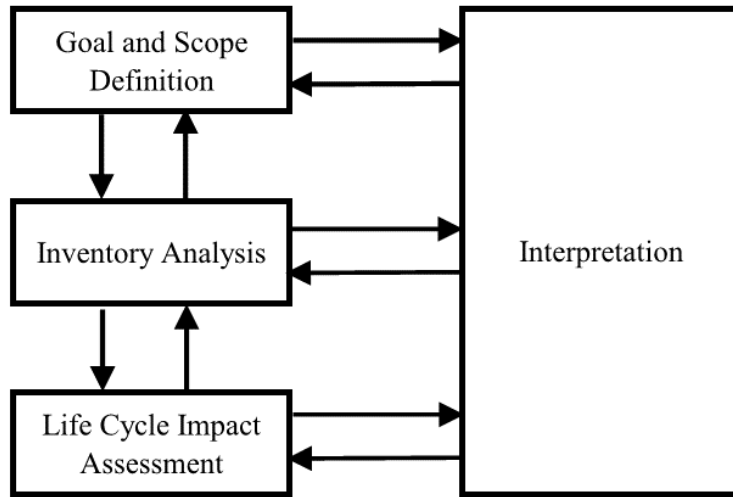 Goal and Scope
Definition
Inventory Analysis
Interpretation
Life Cycle Impact
Assessment